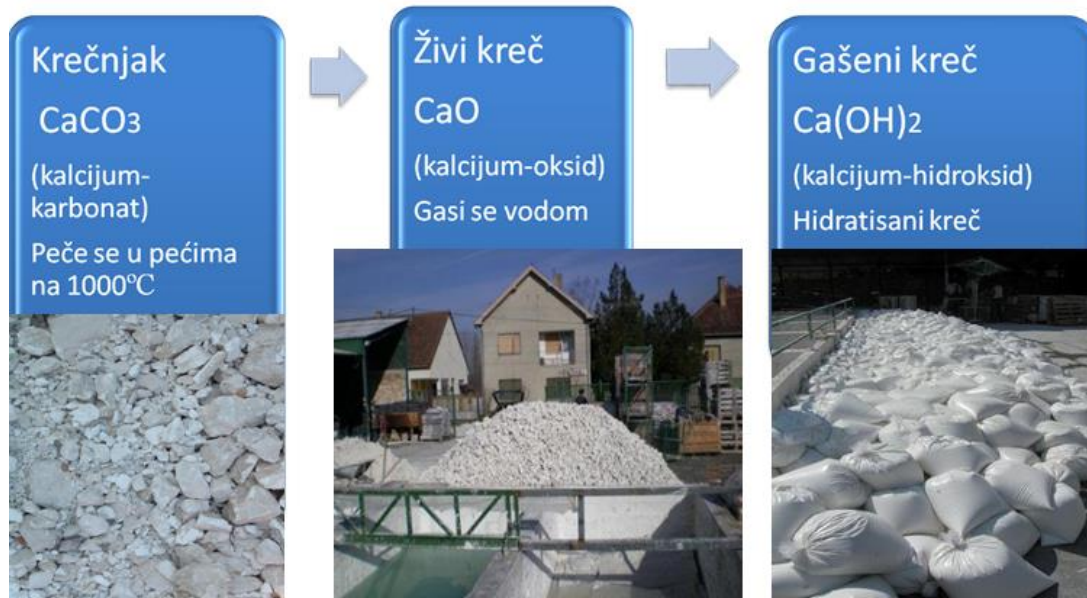 Krečnjak
CaCO3
(kalcijum-
karbonat)
Peče se u pećima
na 1000℃
Živi kreč
CaO
(kalcijum-oksid)
Gasi se vodom
Gašeni kreč
Ca(OH)2
(kalcijum-hidroksid)
Hidratisani kreč